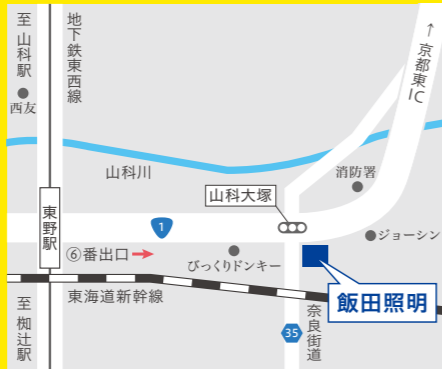 至山科駅
地下鉄東西線
西友
↑京都東IC
山科川
消防署
山科大塚
東野駅
1
ジョーシン
⑥番出口→
びっくりドンキー
東海道新幹線
飯田照明
至椥辻駅
35
奈良街道